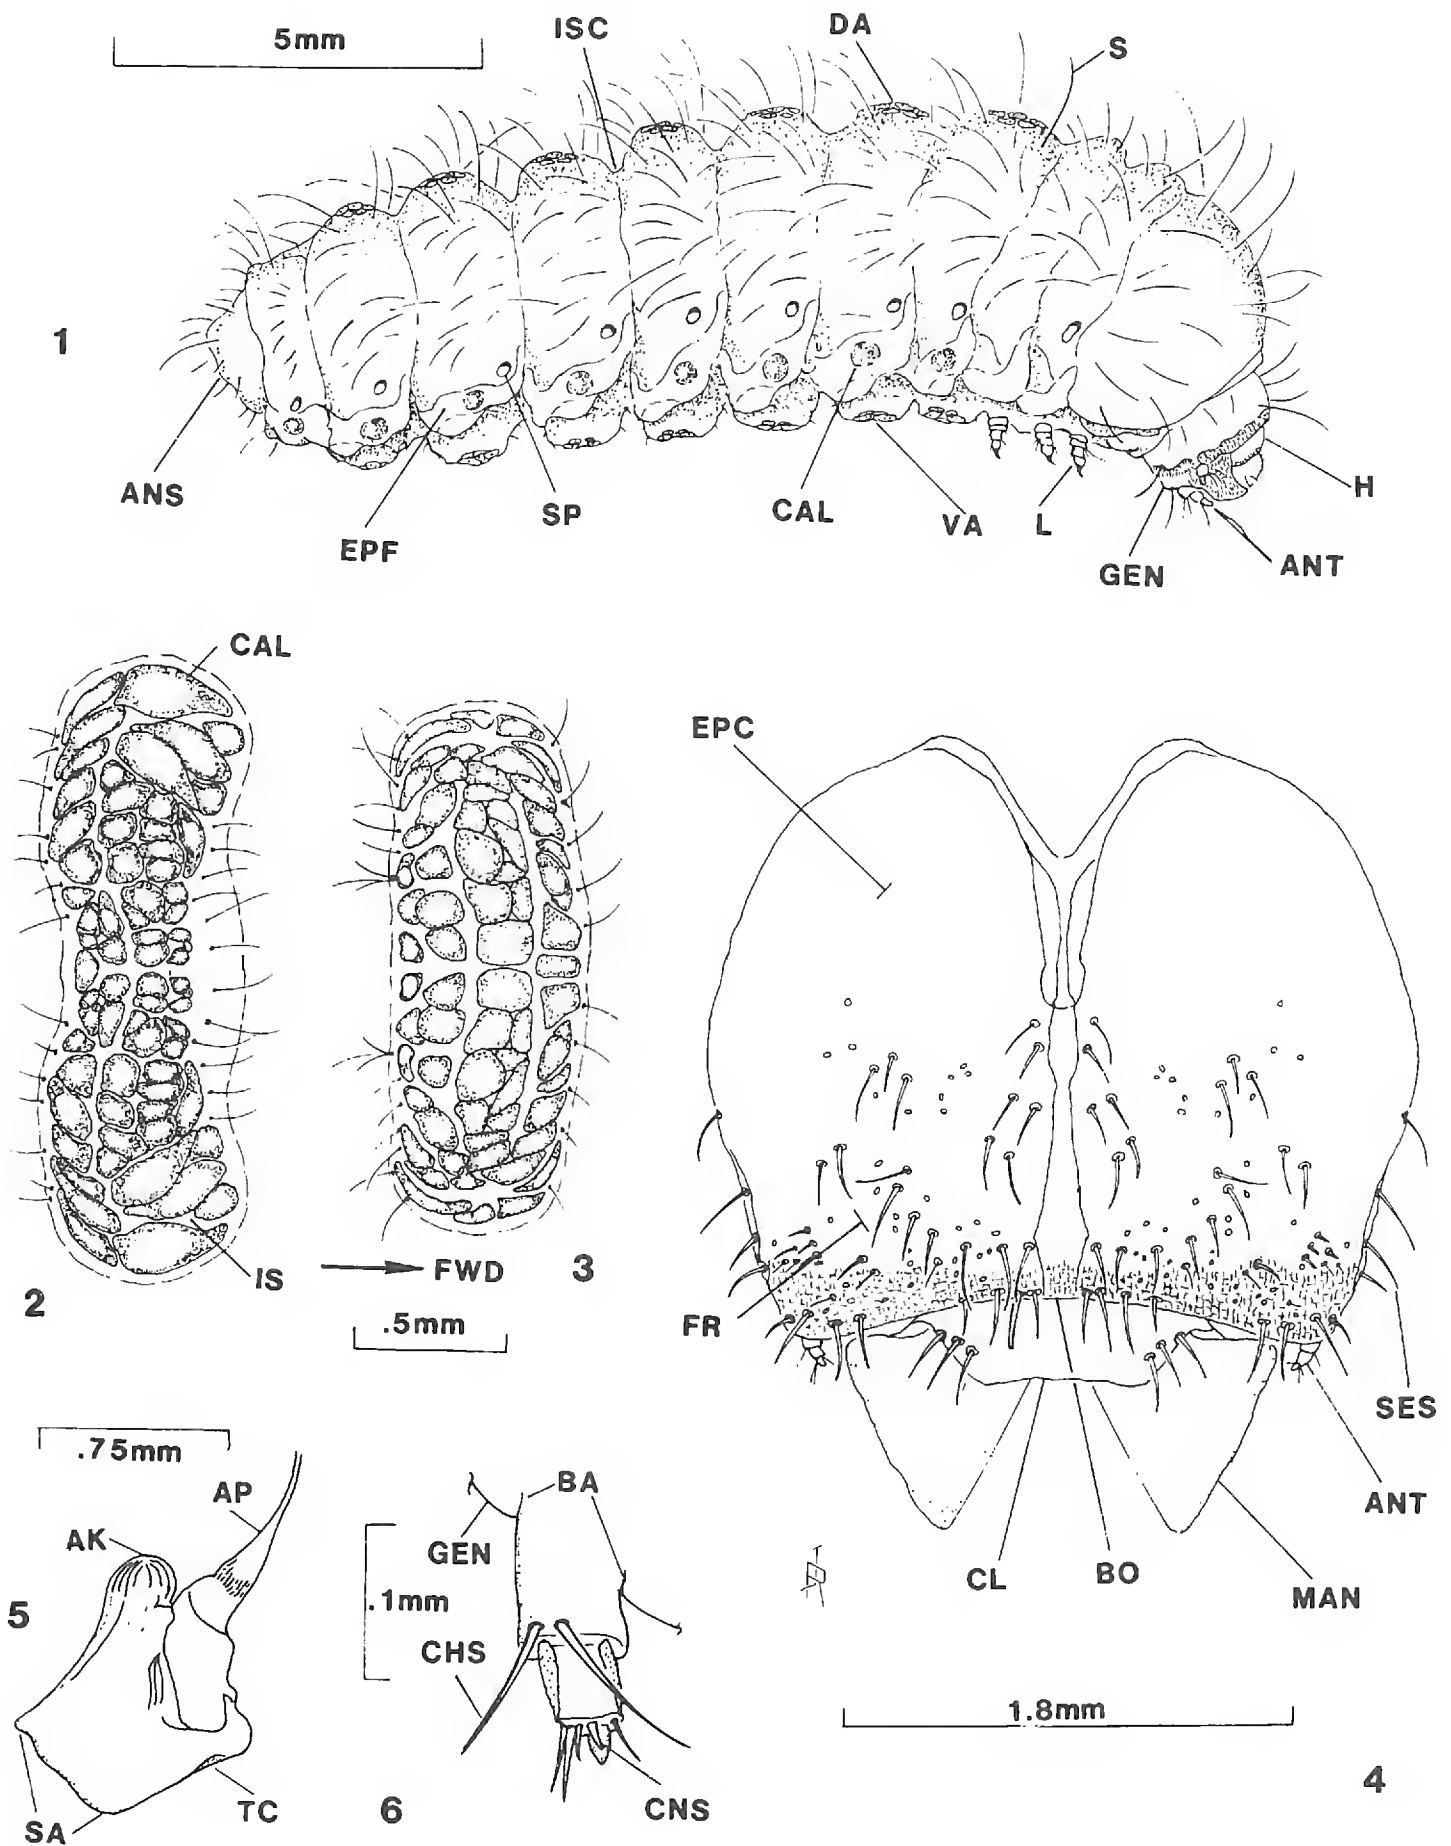 5mm
ISC
DA
S
1
ANS
EPF
SP
CAL
VA
L
GEN
ANT
H
CAL
EPC
2
IS
FWD
3
.5mm
FR
SES
ANT
MAN
BO
CL
.75mm
AP
AK
5
SA
TC
BA
GEN
.1mm
CHS
CNS
6
1.8mm
4